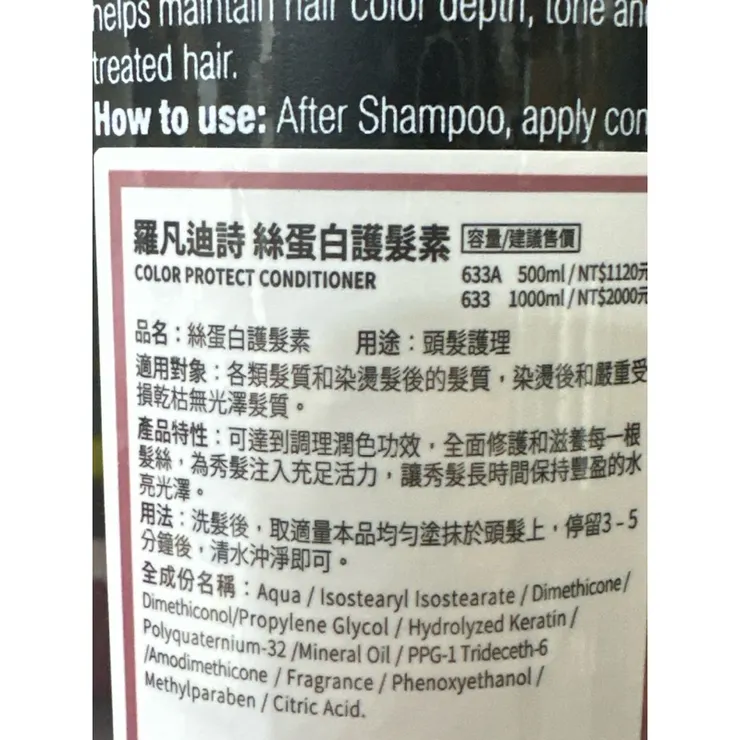 helps maintain hair color depth, tone and
treated hair.
How to use: After Shampoo, apply con
羅凡迪詩 絲蛋白護髮素 容量/建議售價
COLOR PROTECT CONDITIONER 633A 500ml / NT$1120元
633 1000ml / NT$2000元
品名：絲蛋白護髮素 用途：頭髮護理
適用對象：各類髮質和染燙髮後的髮質，染燙後和嚴重受
損乾枯無光澤髮質。
產品特性：可達到調理潤色功效，全面修護和滋養每一根
髮絲，為秀髮注入充足活力，讓秀髮長時間保持豐盈的水
亮光澤。
用法：洗髮後，取適量本品均勻塗抹於頭髮上，停留3-5
分鐘後，清水沖淨即可。
全成份名稱：Aqua / Isostearyl Isostearate / Dimethicone/
Dimethiconol/Propylene Glycol / Hydrolyzed Keratin /
Polyquaternium-32 /Mineral Oil / PPG-1 Trideceth-6
/Amodimethicone / Fragrance / Phenoxyethanol /
Methylparaben / Citric Acid.